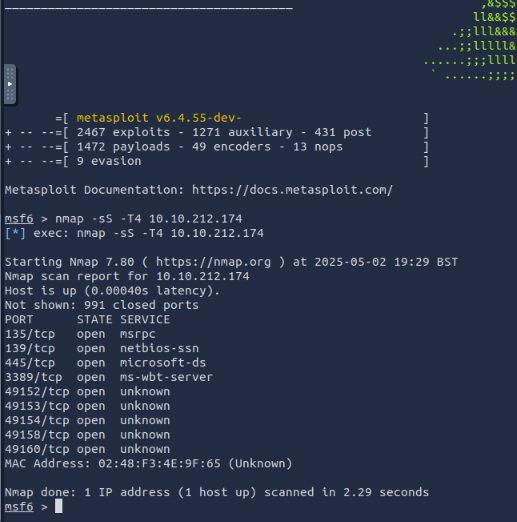 ,&$$$
ll&&$$
.;;lll&&&
...;;lllll&
......;;;llll
` ......;;;;
=[ metasploit v6.4.55-dev- ]
+ -- --=[ 2467 exploits - 1271 auxiliary - 431 post ]
+ -- --=[ 1472 payloads - 49 encoders - 13 nops ]
+ -- --=[ 9 evasion ]
Metasploit Documentation: https://docs.metasploit.com/
msf6 > nmap -sS -T4 10.10.212.174
[*] exec: nmap -sS -T4 10.10.212.174
Starting Nmap 7.80 ( https://nmap.org ) at 2025-05-02 19:29 BST
Nmap scan report for 10.10.212.174
Host is up (0.00040s latency).
Not shown: 991 closed ports
PORT STATE SERVICE
135/tcp open msrpc
139/tcp open netbios-ssn
445/tcp open microsoft-ds
3389/tcp open ms-wbt-server
49152/tcp open unknown
49153/tcp open unknown
49154/tcp open unknown
49158/tcp open unknown
49160/tcp open unknown
MAC Address: 02:48:F3:4E:9F:65 (Unknown)
Nmap done: 1 IP address (1 host up) scanned in 2.29 seconds
msf6 >